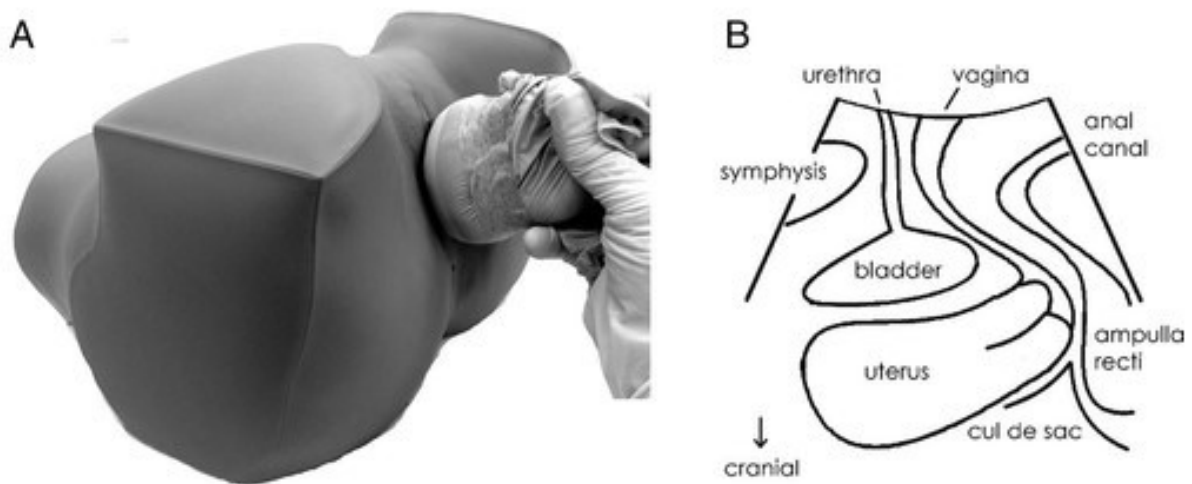 A
B
urethra
vagina
anal
canal
symphysis
bladder
ampulla
recti
uterus
cul de sac
↓
cranial